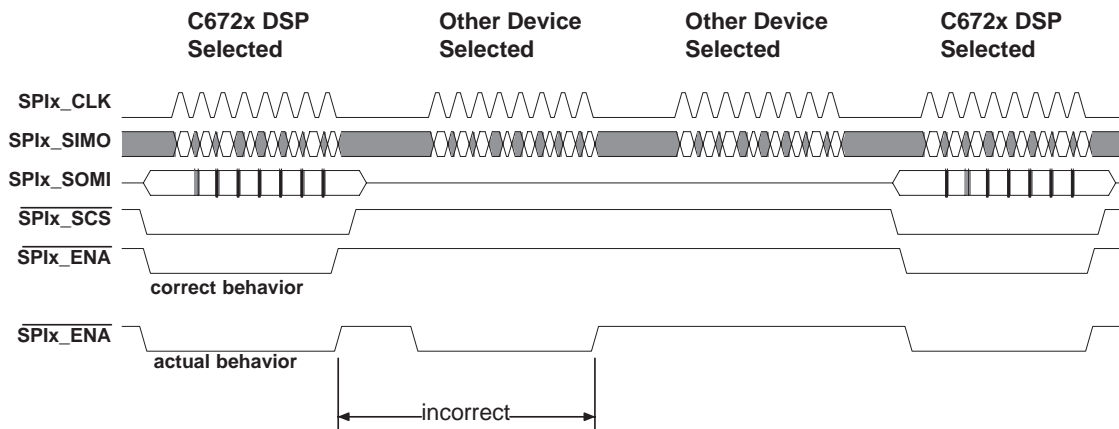 C672x DSP
Selected
Other Device
Selected
Other Device
Selected
C672x DSP
Selected
SPIx_CLK
SPIx_SIMO
SPIx_SOMI
SPIx_SCS
SPIx_ENA
correct behavior
SPIx_ENA
actual behavior
incorrect